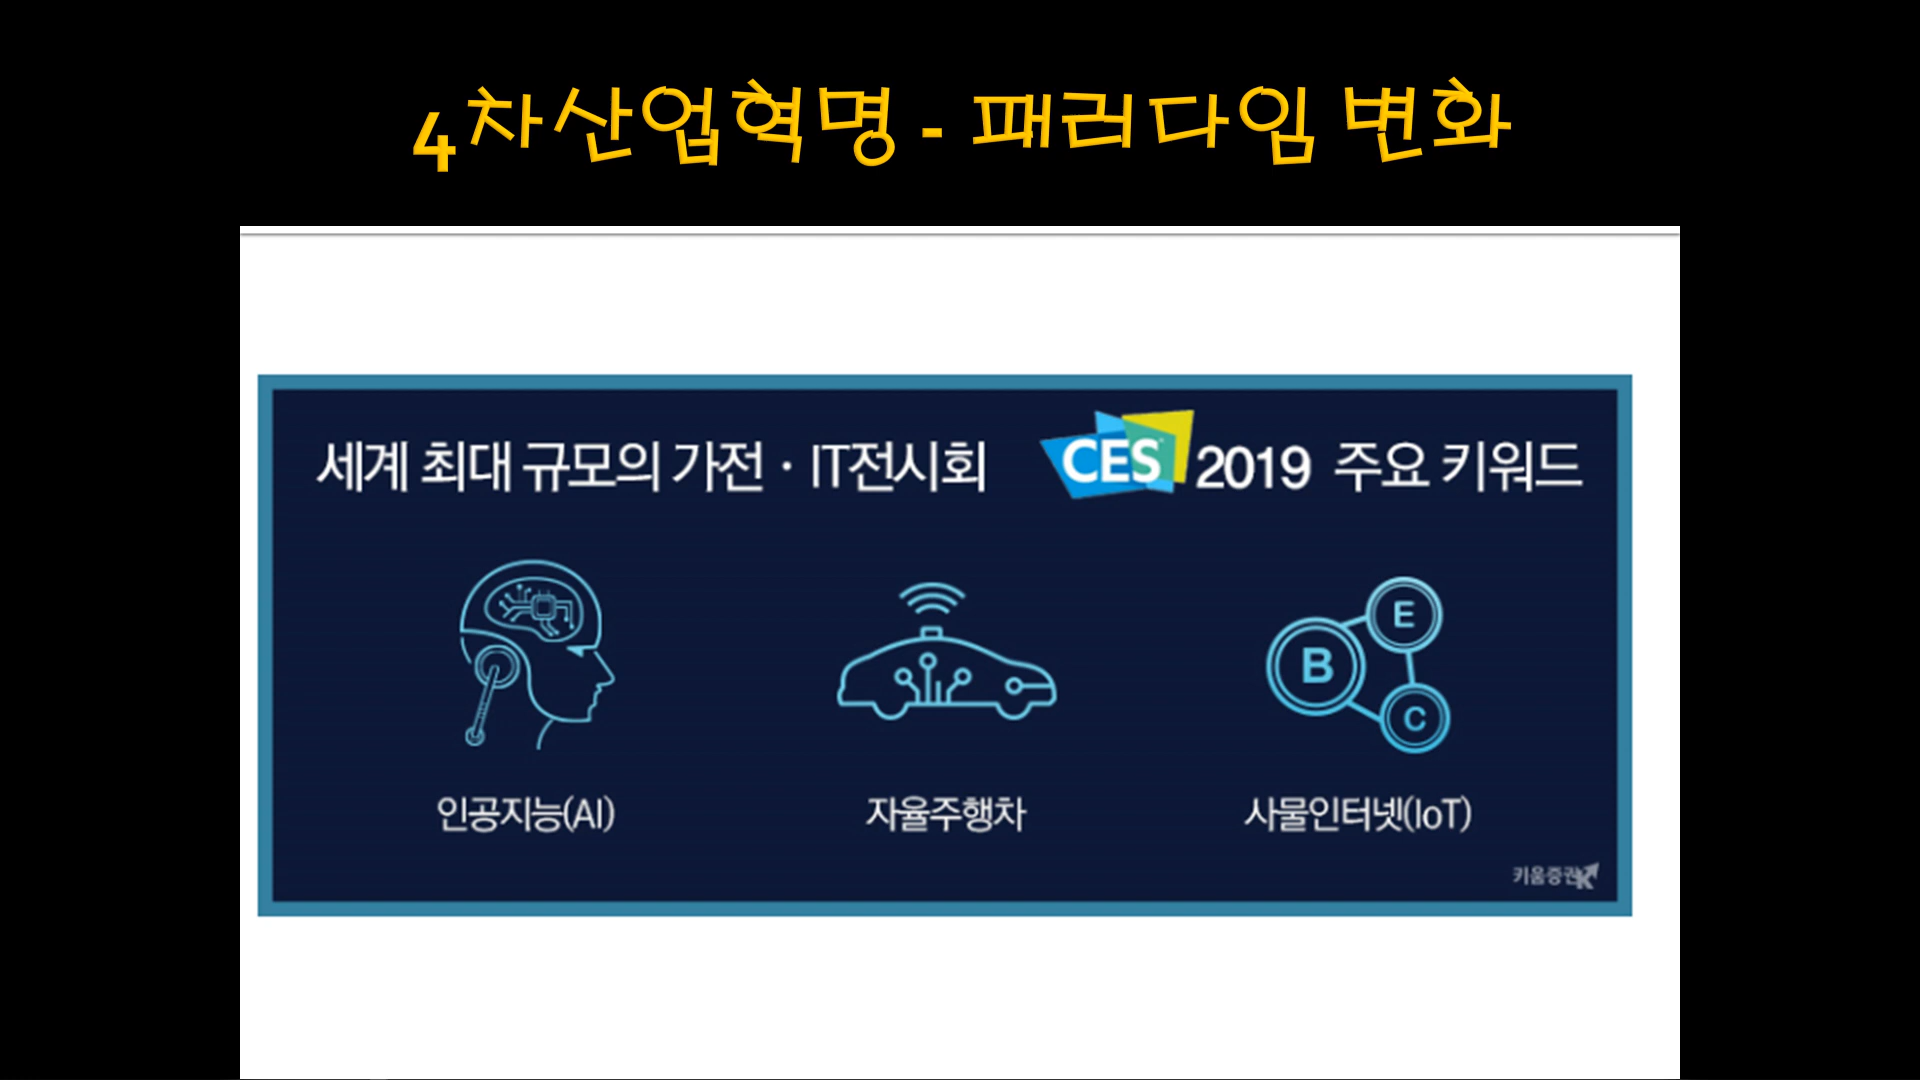 4차산업혁명 - 패러다임 변화
세계 최대 규모의 가전 · IT전시회 CES 2019 주요 키워드
B E C
인공지능(AI) 자율주행차 사물인터넷(IoT)
키움증권